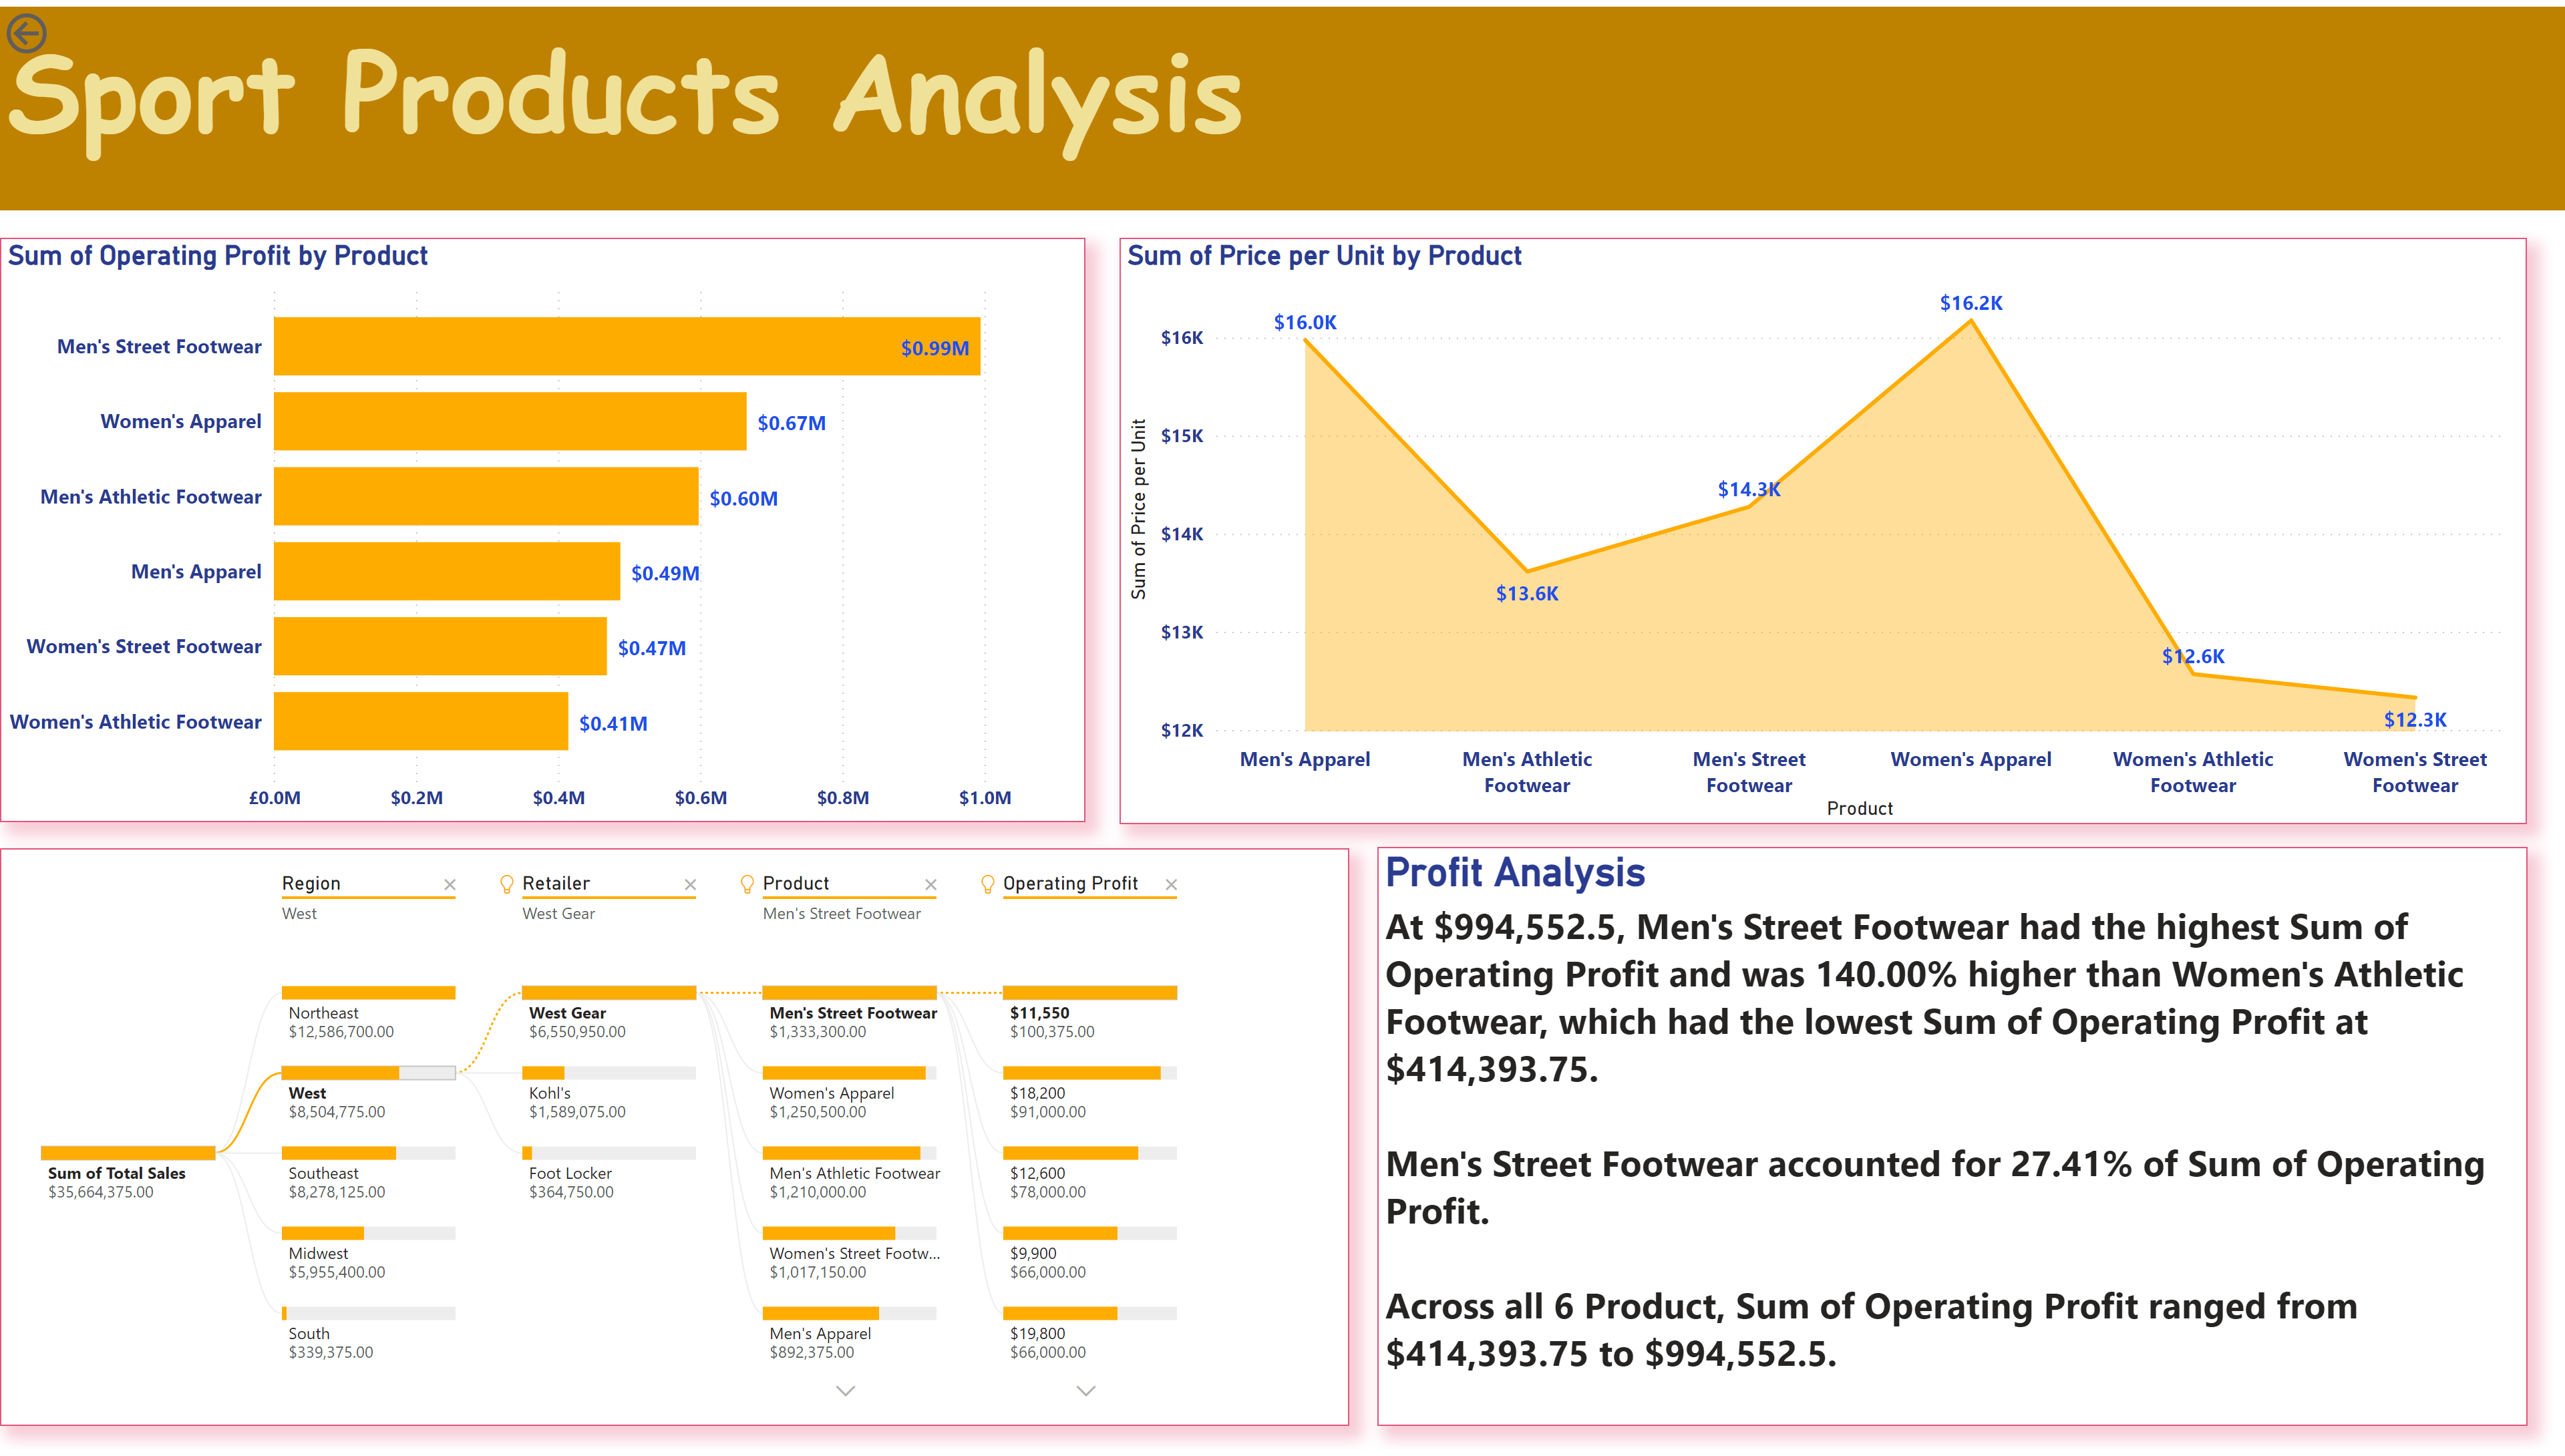 Sport Products Analysis
Sum of Operating Profit by Product
Men's Street Footwear
$0.99M
Women's Apparel
$0.67M
Men's Athletic Footwear
$0.60M
Men's Apparel
$0.49M
Women's Street Footwear
$0.47M
Women's Athletic Footwear
$0.41M
£0.0M $0.2M $0.4M $0.6M $0.8M $1.0M
Sum of Price per Unit by Product
Sum of Price per Unit
$16K
$15K
$14K
$13K
$12K
$16.0K
$13.6K
$14.3K
$16.2K
$12.6K
$12.3K
Men's Apparel
Men's Athletic
Footwear
Men's Street
Footwear
Women's Apparel
Women's Athletic
Footwear
Women's Street
Footwear
Product
Sum of Total Sales
$35,664,375.00
Region
West
Northeast
$12,586,700.00
West
$8,504,775.00
Southeast
$8,278,125.00
Midwest
$5,955,400.00
South
$339,375.00
Retailer
West Gear
West Gear
$6,550,950.00
Kohl's
$1,589,075.00
Foot Locker
$364,750.00
Product
Men's Street Footwear
Men's Street Footwear
$1,333,300.00
Women's Apparel
$1,250,500.00
Men's Athletic Footwear
$1,210,000.00
Women's Street Footw...
$1,017,150.00
Men's Apparel
$892,375.00
Operating Profit
$11,550
$100,375.00
$18,200
$91,000.00
$12,600
$78,000.00
$9,900
$66,000.00
$19,800
$66,000.00
Profit Analysis
At $994,552.5, Men's Street Footwear had the highest Sum of
Operating Profit and was 140.00% higher than Women's Athletic
Footwear, which had the lowest Sum of Operating Profit at
$414,393.75.
Men's Street Footwear accounted for 27.41% of Sum of Operating
Profit.
Across all 6 Product, Sum of Operating Profit ranged from
$414,393.75 to $994,552.5.